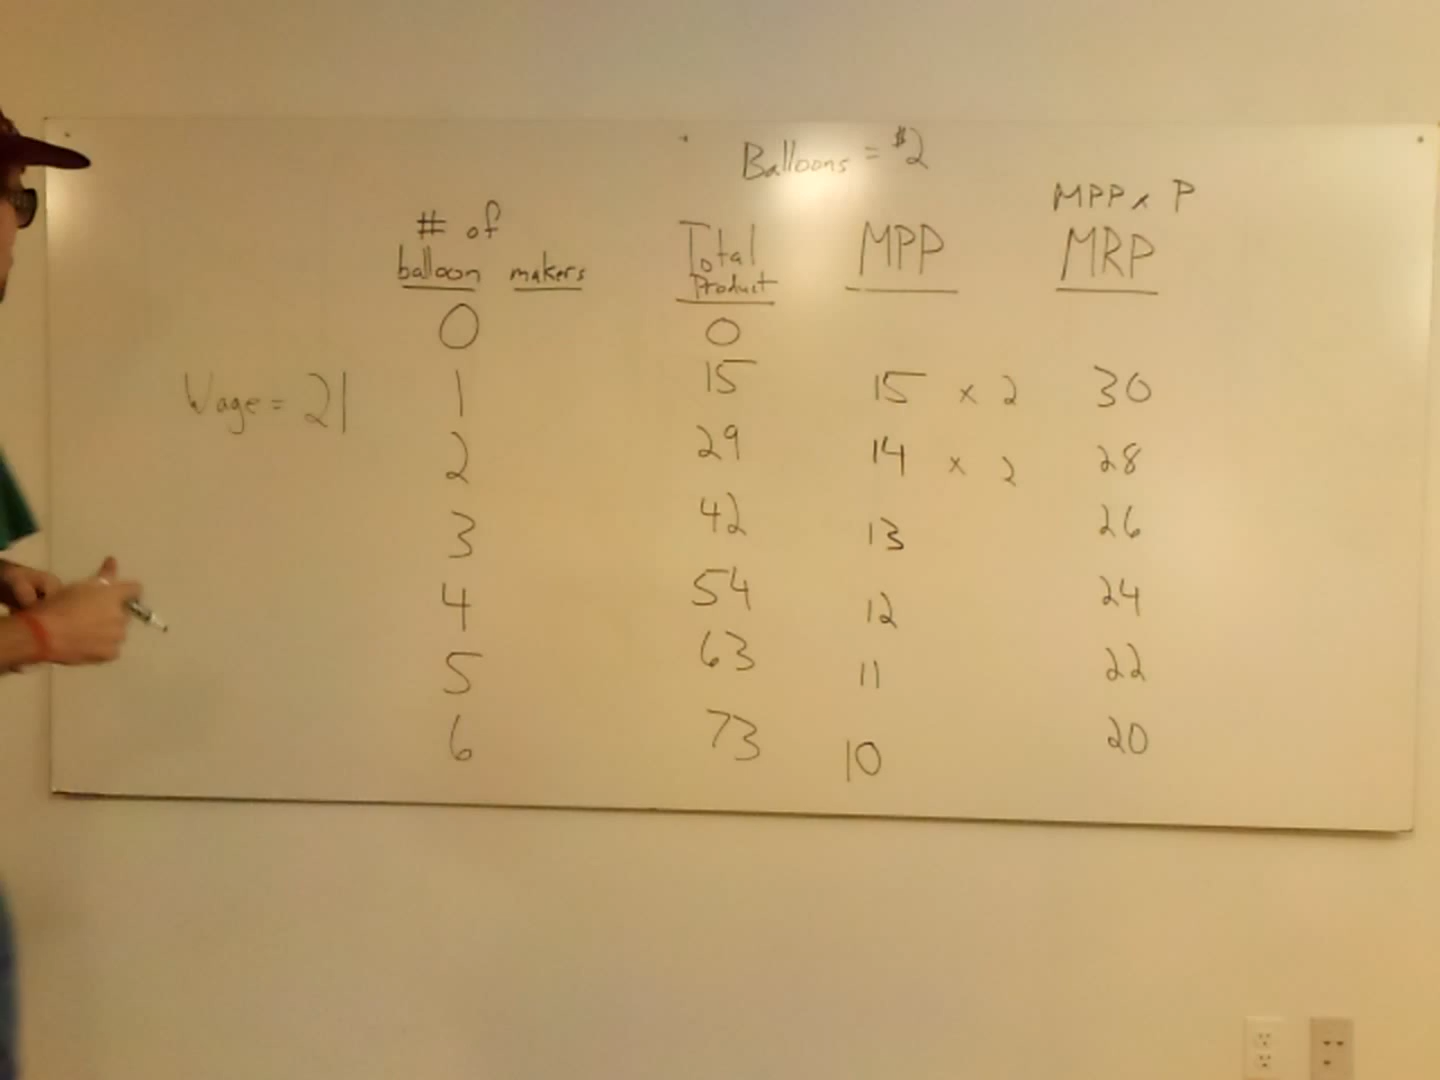 Balloons = $2
MPP x P
# of balloon makers Total Product MPP MRP
0 0
Wage = 21 1 15 15 x 2 30
2 29 14 x 2 28
3 42 13 26
4 54 12 24
5 63 11 22
6 73 10 20